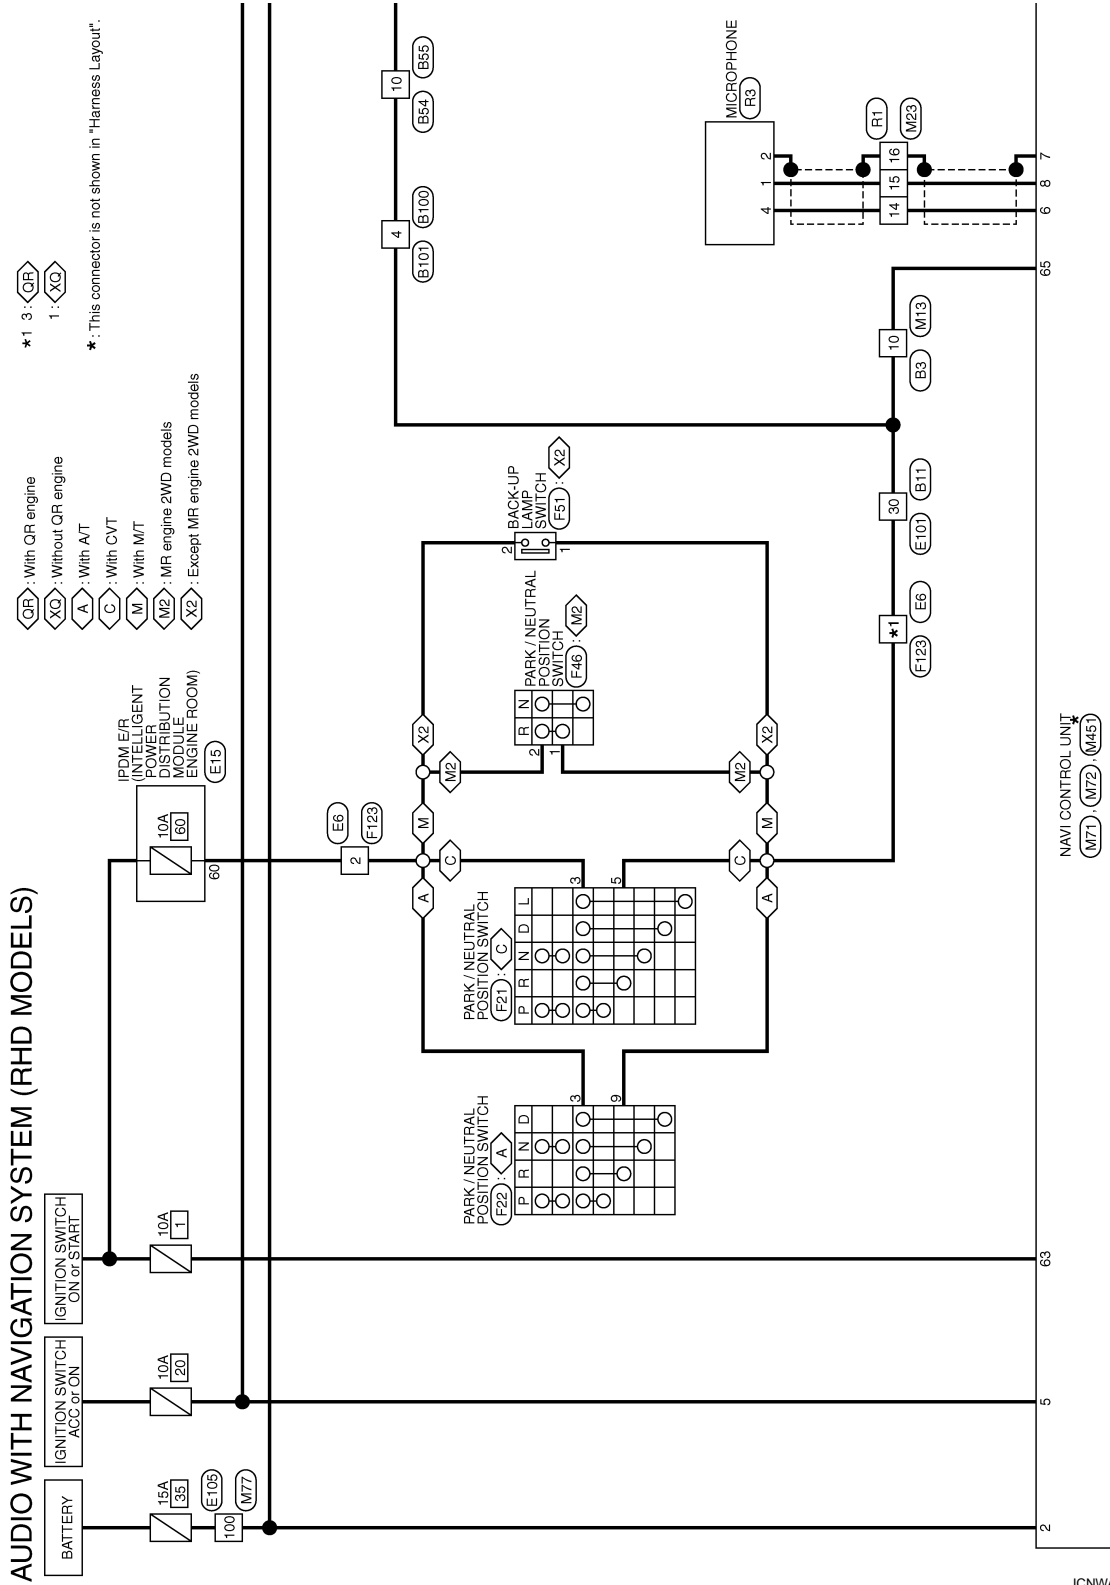 AUDIO WITH NAVIGATION SYSTEM (RHD MODELS)
BATTERY
IGNITION SWITCH
ACC or ON
IGNITION SWITCH
ON or START
15A
35
10A
20
10A
1
E105
M77
100
IPDM E/R
(INTELLIGENT
POWER
DISTRIBUTION
MODULE
ENGINE ROOM)
E15
10A
60
60
QR : With QR engine
XQ : Without QR engine
A : With A/T
C : With CVT
M : With M/T
M2 : MR engine 2WD models
X2 : Except MR engine 2WD models
*1 3 : QR
1 : XQ
* : This connector is not shown in "Harness Layout".
2
E6
F123
A
C
M
M2
X2
PARK / NEUTRAL
POSITION SWITCH
F22 : A
P R N D
3
9
PARK / NEUTRAL
POSITION SWITCH
F21 : C
P R N D L
3
5
PARK / NEUTRAL
POSITION
SWITCH
F46 : M2
R N
2
1
BACK-UP
LAMP
SWITCH
F51 : X2
2
1
A
C
M
M2
X2
4
B101
B100
10
B54
B55
*1
F123
E6
30
E101
B11
10
B3
M13
MICROPHONE
R3
4 1 2
14 15 16
R1
M23
2
5
63
65
6 8 7
NAVI CONTROL UNIT
M71 , M72 , M451 *